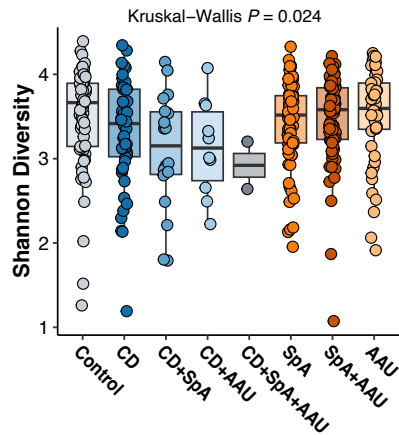 Kruskal–Wallis P = 0.024
Shannon Diversity
4
3
2
1
Control
CD
CD+SpA
CD+AAU
CD+SpA+AAU
SpA
SpA+AAU
AAU